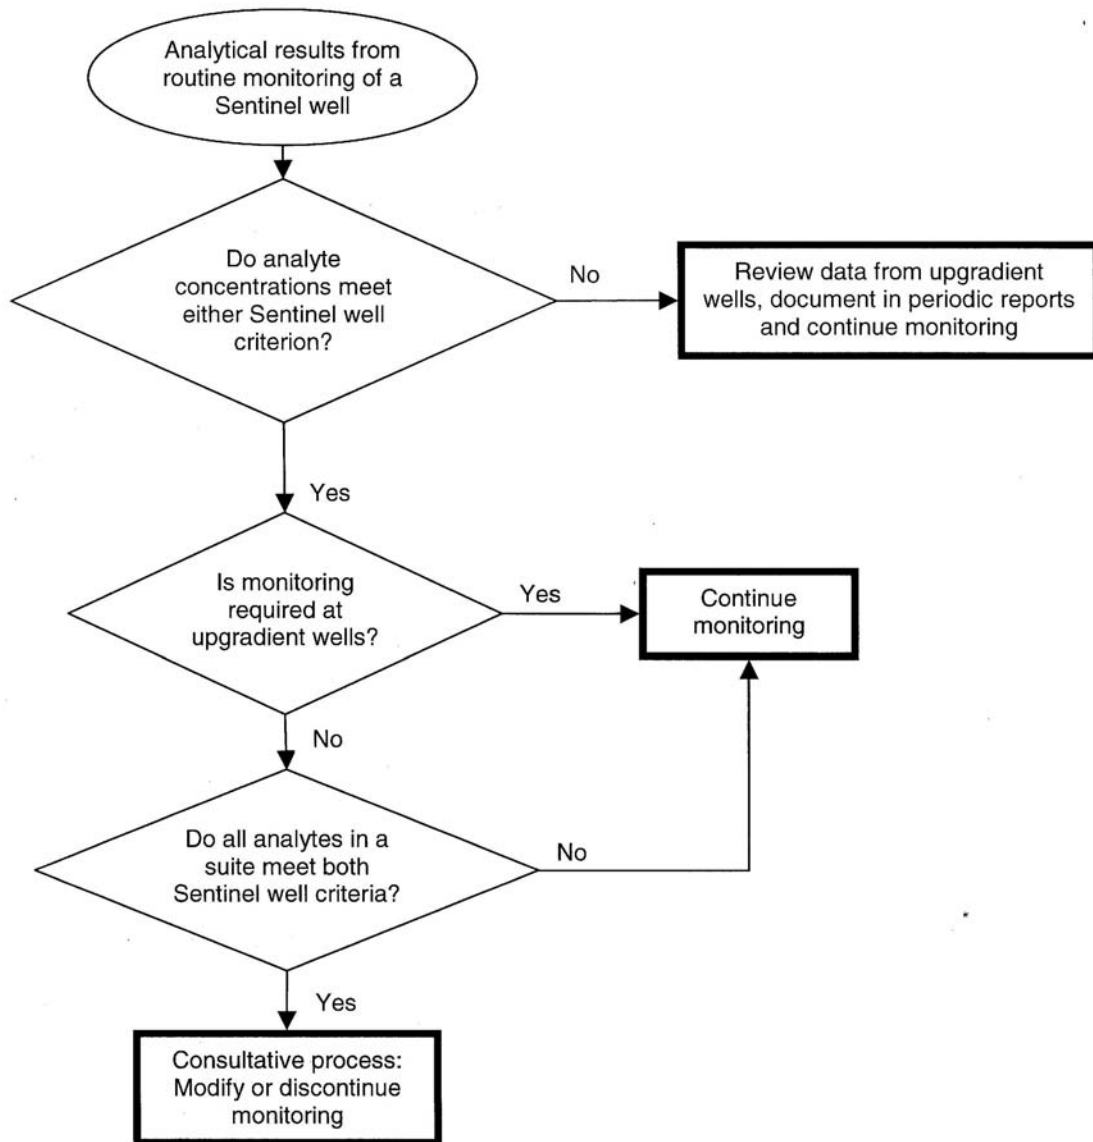 Analytical results from
routine monitoring of a
Sentinel well
Do analyte
concentrations meet
either Sentinel well
criterion?
No
Review data from upgradient
wells, document in periodic reports
and continue monitoring
Yes
Is monitoring
required at
upgradient wells?
Yes
Continue
monitoring
No
Do all analytes in a
suite meet both
Sentinel well criteria?
No
Yes
Consultative process:
Modify or discontinue
monitoring